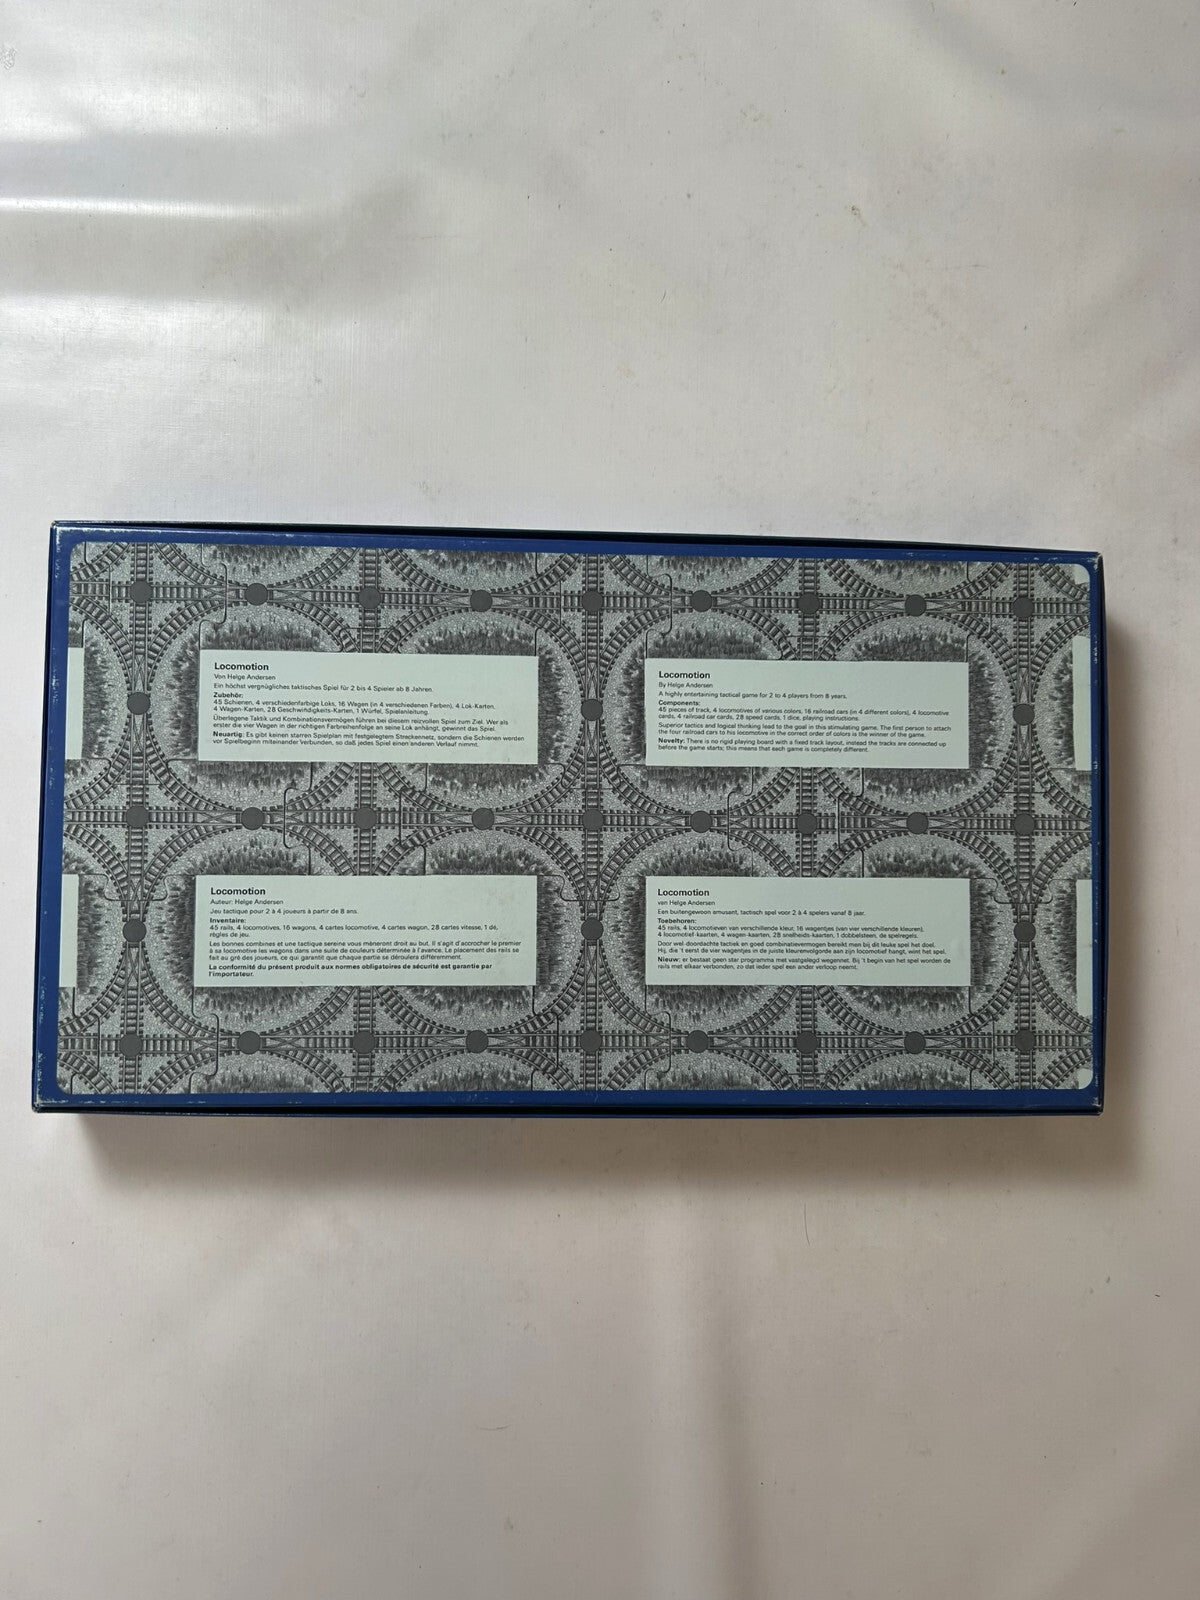 Locomotion
Von Helge Andersen
Ein höchst vergnügliches taktisches Spiel für 2 bis 4 Spieler ab 8 Jahren.
Zubehör:
45 Schienen, 4 verschiedenfarbige Loks, 16 Wagen (in 4 verschiedenen Farben), 4 Lok-Karten,
4 Wagen-Karten, 28 Geschwindigkeits-Karten, 1 Würfel, Spielanleitung.
Überlegene Taktik und Kombinationsvermögen führen bei diesem reizvollen Spiel zum Ziel. Wer als
erster die vier Wagen in der richtigen Farbreihenfolge an seine Lok anhängt, gewinnt das Spiel.
Neuartig: Es gibt keinen starren Spielplan mit festgelegtem Streckennetz, sondern die Schienen werden
vor Spielbeginn miteinander verbunden, so daß jedes Spiel einen anderen Verlauf nimmt.
Locomotion
By Helge Andersen
A highly entertaining tactical game for 2 to 4 players from 8 years.
Components:
45 pieces of track, 4 locomotives of various colors, 16 railroad cars (in 4 different colors), 4 locomotive
cards, 4 railroad car cards, 28 speed cards, 1 dice, playing instructions.
Superior tactics and logical thinking lead to the goal in this stimulating game. The first person to attach
the four railroad cars to his locomotive in the correct order of colors is the winner of the game.
Novelty: There is no rigid playing board with a fixed track layout, instead the tracks are connected up
before the game starts; this means that each game is completely different.
Locomotion
Auteur: Helge Andersen
Jeu tactique pour 2 à 4 joueurs à partir de 8 ans.
Inventaire:
45 rails, 4 locomotives, 16 wagons, 4 cartes locomotive, 4 cartes wagon, 28 cartes vitesse, 1 dé,
règles de jeu.
Les bonnes combines et une tactique sereine vous mèneront droit au but. Il s'agit d'accrocher le premier
à sa locomotive les wagons dans une suite de couleurs déterminée à l'avance. Le placement des rails se
fait au gré des joueurs, ce qui garantit que chaque partie se déroulera différemment.
La conformité du présent produit aux normes obligatoires de sécurité est garantie par
l'importateur.
Locomotion
van Helge Andersen
Een buitengewoon amusant, tactisch spel voor 2 à 4 spelers vanaf 8 jaar.
Toebehoren:
45 rails, 4 locomotieven van verschillende kleur, 16 wagentjes (van vier verschillende kleuren),
4 locomotief-kaarten, 4 wagen-kaarten, 28 snelheids-kaarten, 1 dobbelsteen, de spelregels.
Door wel-doordachte tactiek en goed combinatievermogen bereikt men bij dit leuke spel het doel.
Hij, die 't eerst de vier wagentjes in de juiste kleurenvolgorde aan zijn locomotief hangt, wint het spel.
Nieuw: er bestaat geen star programma met vastgelegd wegennet. Bij 't begin van het spel worden de
rails met elkaar verbonden, zo dat ieder spel een ander verloop neemt.